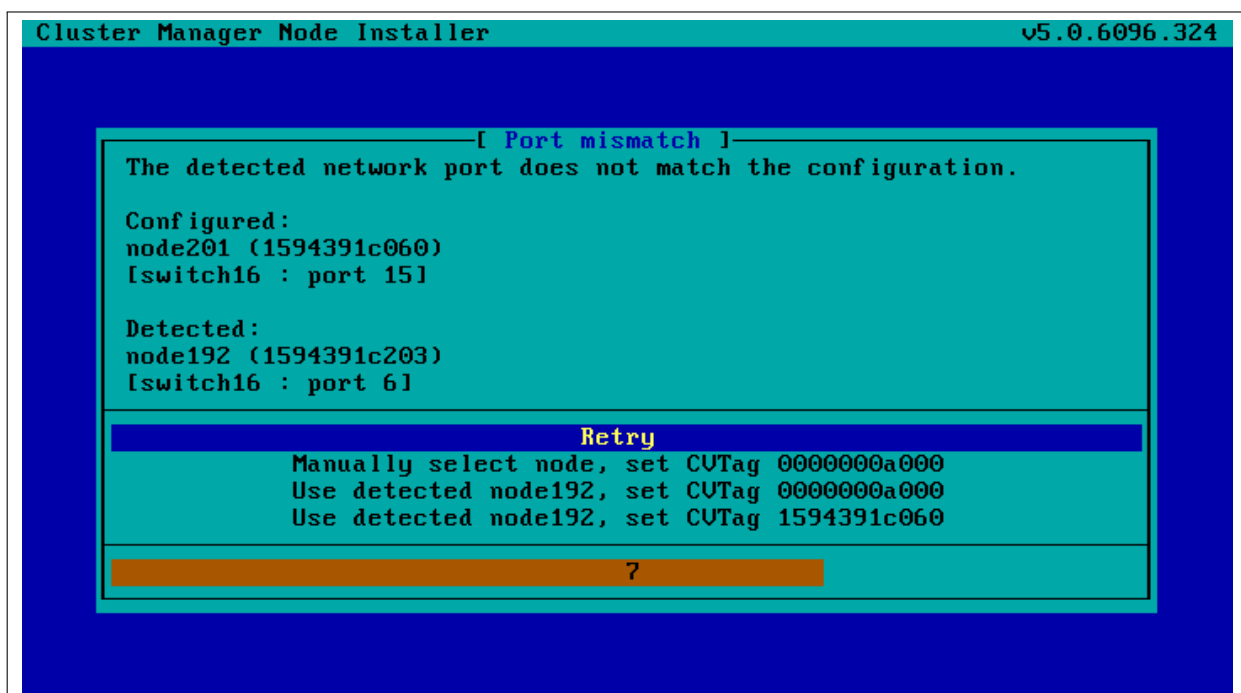 Cluster Manager Node Installer v5.0.6096.324
[ Port mismatch ]
The detected network port does not match the configuration.
Configured:
node201 (1594391c060)
[switch16 : port 15]
Detected:
node192 (1594391c203)
[switch16 : port 6]
Retry
Manually select node, set CVTag 0000000a000
Use detected node192, set CVTag 0000000a000
Use detected node192, set CVTag 1594391c060
7